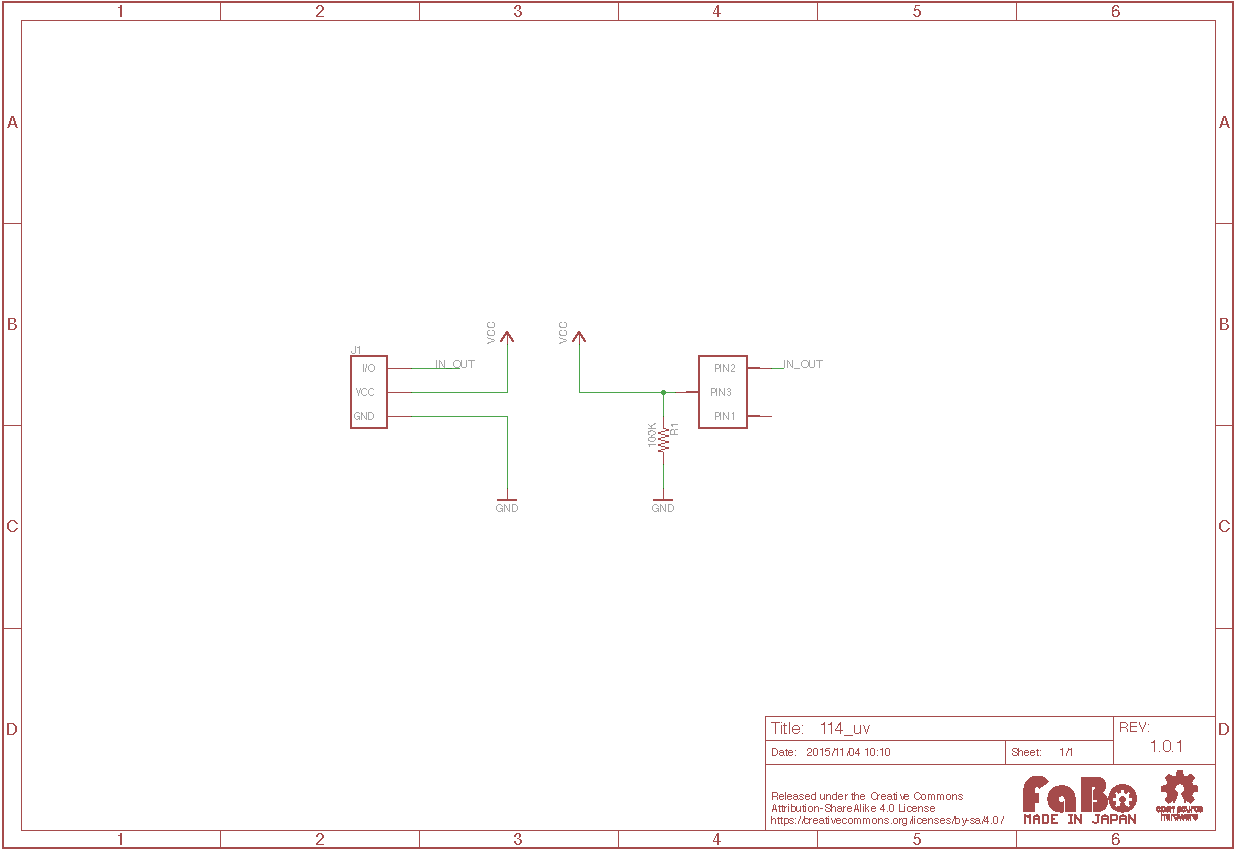 1 2 3 4 5 6
A A
B B
C C
D D
J1
I/O
VCC
GND
IN_OUT
VCC
GND
VCC
100K
R1
GND
PIN2
PIN3
PIN1
IN_OUT
Title: 114_uv
REV:
1.0.1
Date: 2015/11/04 10:10
Sheet: 1/1
Released under the Creative Commons
Attribution-ShareAlike 4.0 License
https://creativecommons.org/licenses/by-sa/4.0/
FaBo
MADE IN JAPAN
open source
hardware
1 2 3 4 5 6